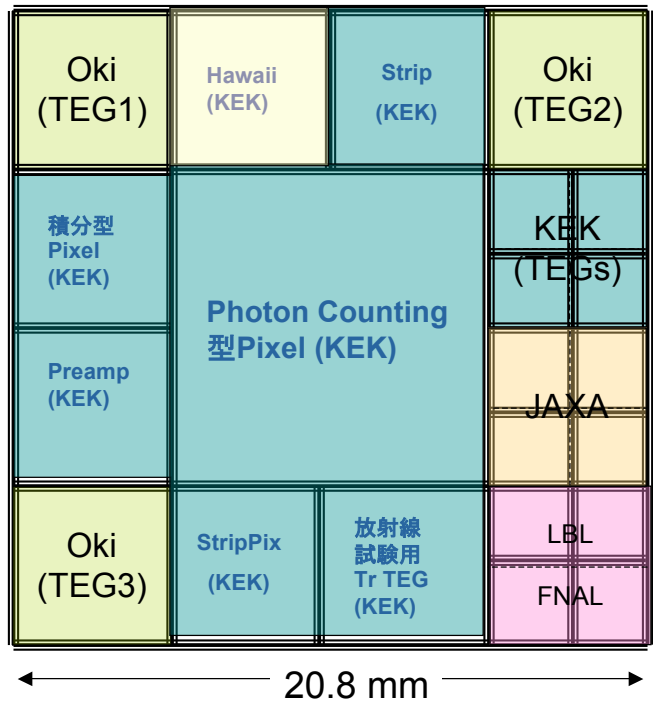 Oki
(TEG1)
Hawaii
(KEK)
Strip
(KEK)
Oki
(TEG2)
積分型
Pixel
(KEK)
KEK
(TEGs)
Photon Counting
型Pixel (KEK)
Preamp
(KEK)
JAXA
Oki
(TEG3)
StripPix
(KEK)
放射線
試験用
Tr TEG
(KEK)
LBL
FNAL
20.8 mm